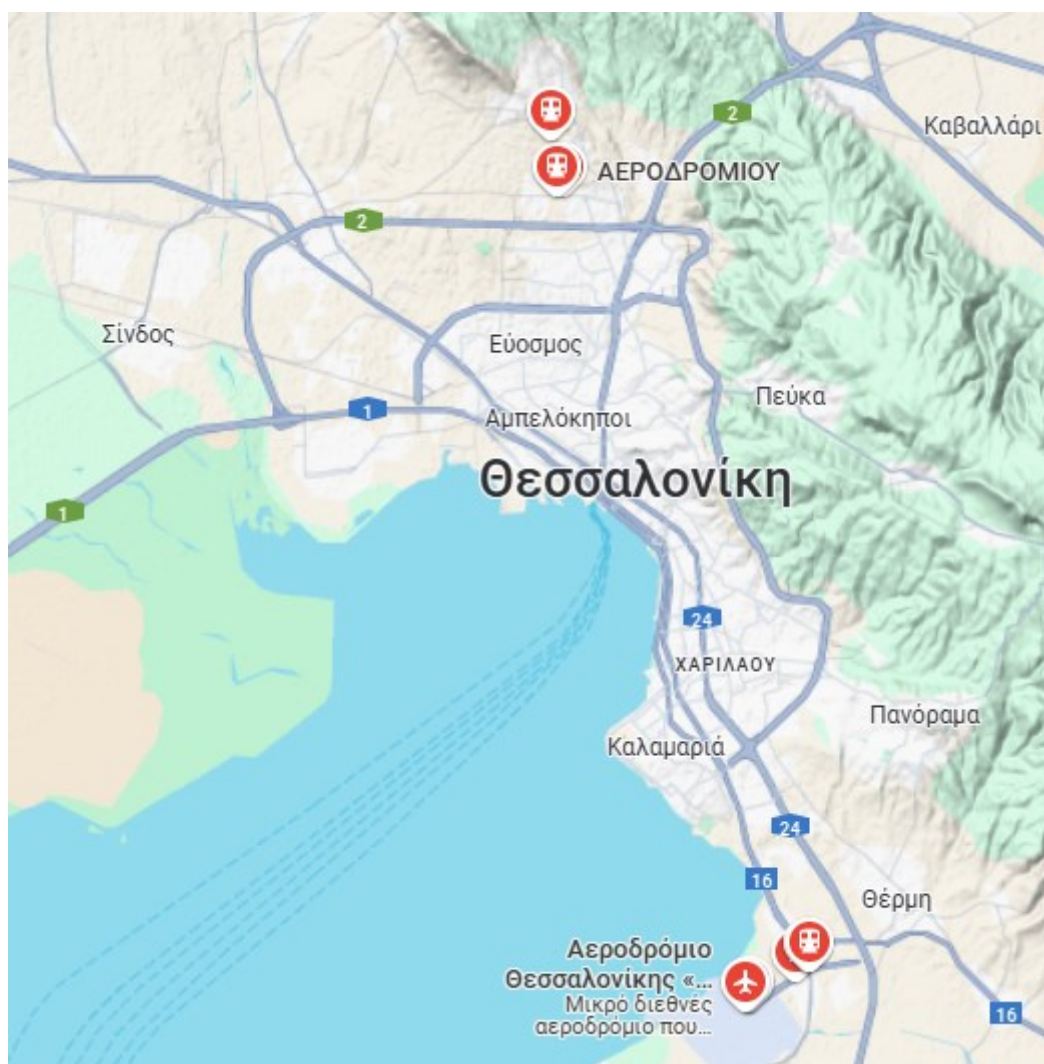 2
Καβαλλάρι
ΑΕΡΟΔΡΟΜΙΟΥ
2
Σίνδος
Εύοσμος
Πεύκα
1
Αμπελόκηποι
Θεσσαλονίκη
1
24
ΧΑΡΙΛΑΟΥ
Πανόραμα
Καλαμαριά
24
16
Θέρμη
Αεροδρόμιο
Θεσσαλονίκης «...
Μικρό διεθνές
αεροδρόμιο που...
16